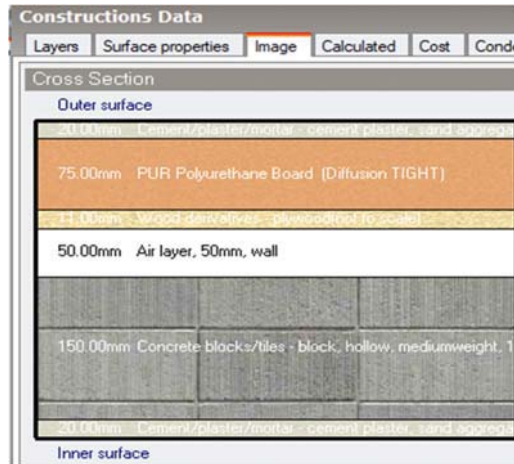 Constructions Data
Layers Surface properties Image Calculated Cost Cond
Cross Section
Outer surface
20.00mm Cement/plaster/mortar - cement plaster, sand aggrega
75.00mm PUR Polyurethane Board (Diffusion TIGHT)
11.00mm Wood derivatives - plywood(not to scale)
50.00mm Air layer, 50mm, wall
150.00mm Concrete blocks/tiles - block, hollow, mediumweight, 1
20.00mm Cement/plaster/mortar - cement plaster, sand aggrega
Inner surface